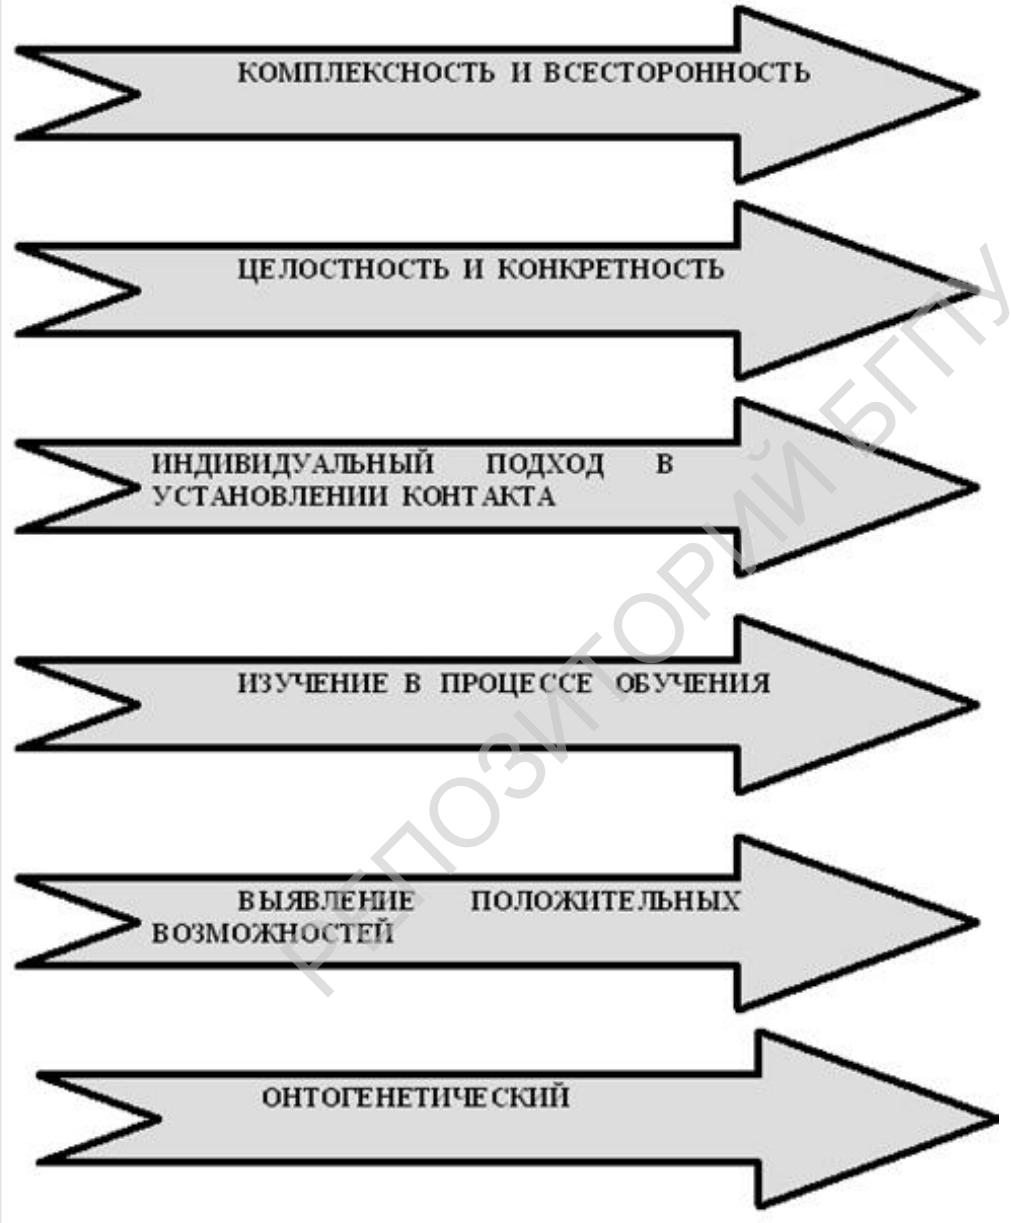 КОМПЛЕКСНОСТЬ И ВСЕСТОРОННОСТЬ
ЦЕЛОСТНОСТЬ И КОНКРЕТНОСТЬ
ИНДИВИДУАЛЬНЫЙ ПОДХОД В
УСТАНОВЛЕНИИ КОНТАКТА
ИЗУЧЕНИЕ В ПРОЦЕССЕ ОБУЧЕНИЯ
ВЫЯВЛЕНИЕ ПОЛОЖИТЕЛЬНЫХ
ВОЗМОЖНОСТЕЙ
ОНТОГЕНЕТИЧЕСКИЙ
РЕПОЗИТОРИЙ БГПУ